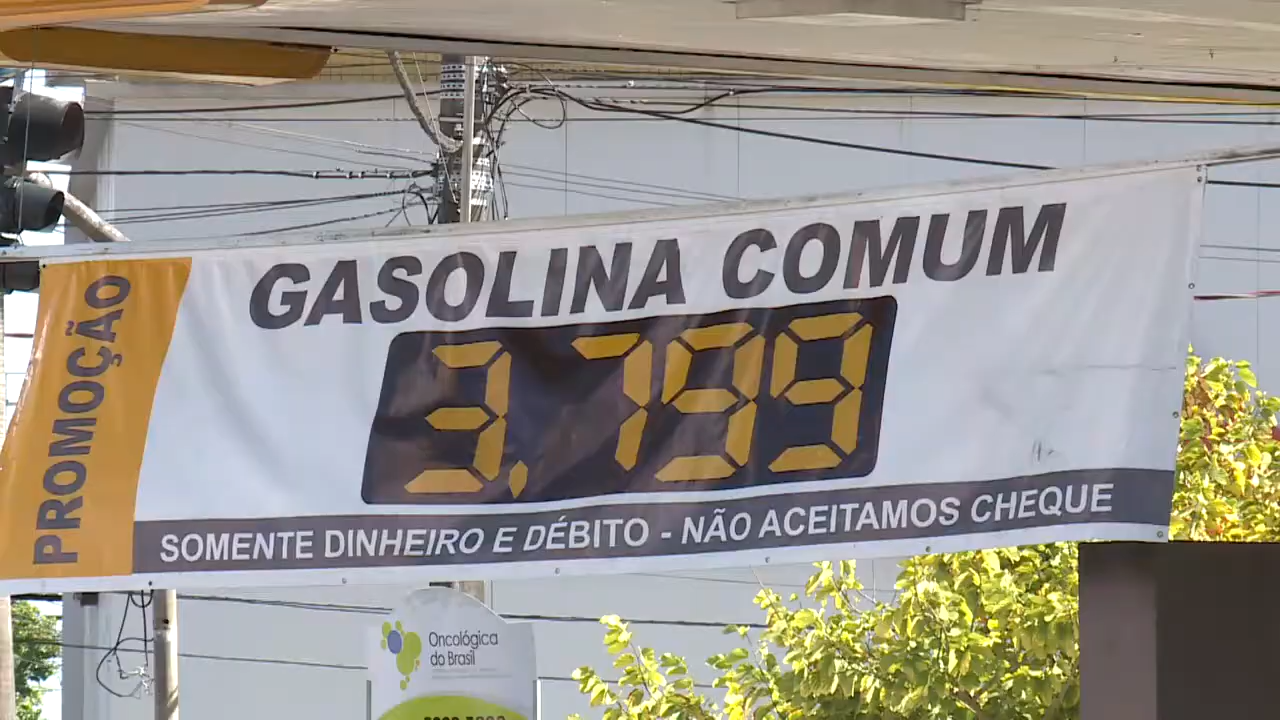 PROMOÇÃO
GASOLINA COMUM
3,799
SOMENTE DINHEIRO E DÉBITO - NÃO ACEITAMOS CHEQUE
Oncológica
do Brasil